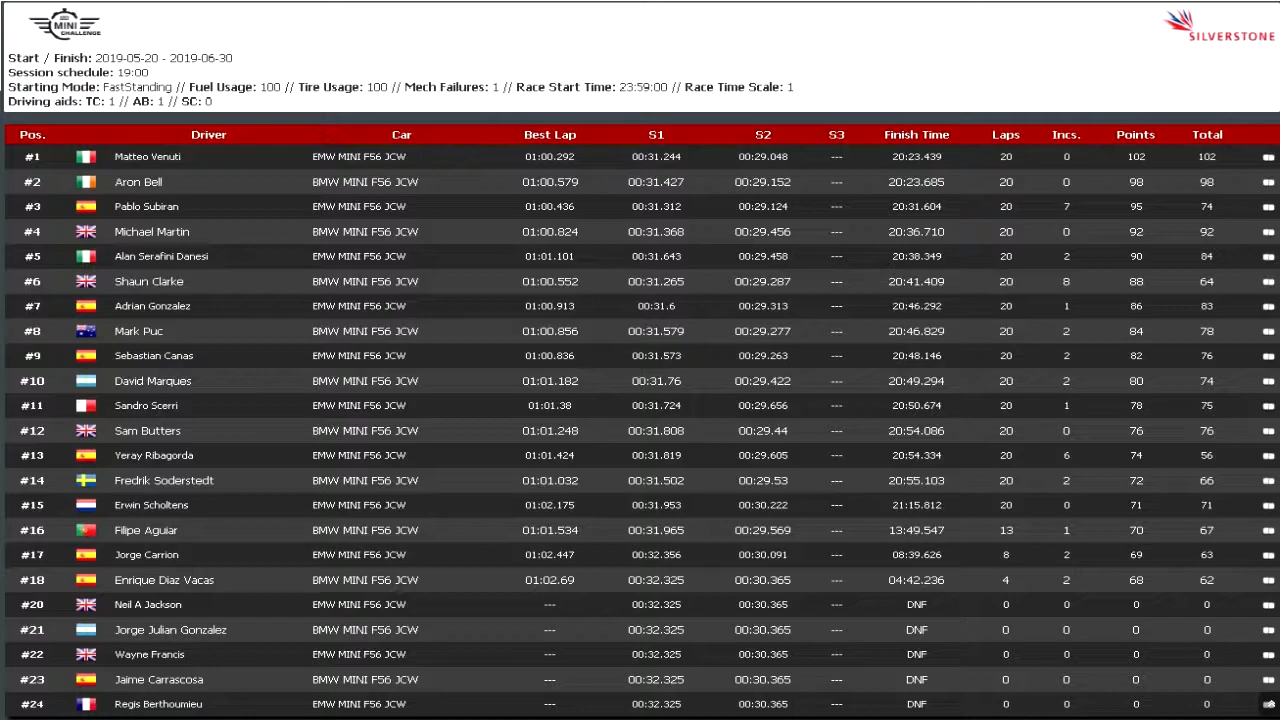 MINI
CHALLENGE
SILVERSTONE
Start / Finish: 2019-05-20 - 2019-06-30
Session schedule: 19:00
Starting Mode: FastStanding // Fuel Usage: 100 // Tire Usage: 100 // Mech Failures: 1 // Race Start Time: 23:59:00 // Race Time Scale: 1
Driving aids: TC: 1 // AB: 1 // SC: 0
Pos. Driver Car Best Lap S1 S2 S3 Finish Time Laps Incs. Points Total
#1 Matteo Venuti EMW MINI F56 JCW 01:00.292 00:31.244 00:29.048 --- 20:23.439 20 0 102 102
#2 Aron Bell BMW MINI F56 JCW 01:00.579 00:31.427 00:29.152 --- 20:23.685 20 0 98 98
#3 Pablo Subiran EMW MINI F56 JCW 01:00.436 00:31.312 00:29.124 --- 20:31.604 20 7 95 74
#4 Michael Martin BMW MINI F56 JCW 01:00.824 00:31.368 00:29.456 --- 20:36.710 20 0 92 92
#5 Alan Serafini Danesi EMW MINI F56 JCW 01:01.101 00:31.643 00:29.458 --- 20:38.349 20 2 90 84
#6 Shaun Clarke BMW MINI F56 JCW 01:00.552 00:31.265 00:29.287 --- 20:41.409 20 8 88 64
#7 Adrian Gonzalez EMW MINI F56 JCW 01:00.913 00:31.6 00:29.313 --- 20:46.292 20 1 86 83
#8 Mark Puc BMW MINI F56 JCW 01:00.856 00:31.579 00:29.277 --- 20:46.829 20 2 84 78
#9 Sebastian Canas EMW MINI F56 JCW 01:00.836 00:31.573 00:29.263 --- 20:48.146 20 2 82 76
#10 David Marques BMW MINI F56 JCW 01:01.182 00:31.76 00:29.422 --- 20:49.294 20 2 80 74
#11 Sandro Scerri EMW MINI F56 JCW 01:01.38 00:31.724 00:29.656 --- 20:50.674 20 1 78 75
#12 Sam Butters BMW MINI F56 JCW 01:01.248 00:31.808 00:29.44 --- 20:54.086 20 0 76 76
#13 Yeray Ribagorda EMW MINI F56 JCW 01:01.424 00:31.819 00:29.605 --- 20:54.334 20 6 74 56
#14 Fredrik Soderstedt BMW MINI F56 JCW 01:01.032 00:31.502 00:29.53 --- 20:55.103 20 2 72 66
#15 Erwin Scholtens EMW MINI F56 JCW 01:02.175 00:31.953 00:30.222 --- 21:15.812 20 0 71 71
#16 Filipe Aguiar BMW MINI F56 JCW 01:01.534 00:31.965 00:29.569 --- 13:49.547 13 1 70 67
#17 Jorge Carrion EMW MINI F56 JCW 01:02.447 00:32.356 00:30.091 --- 08:39.626 8 2 69 63
#18 Enrique Diaz Vacas BMW MINI F56 JCW 01:02.69 00:32.325 00:30.365 --- 04:42.236 4 2 68 62
#20 Neil A Jackson EMW MINI F56 JCW --- 00:32.325 00:30.365 --- DNF 0 0 0 0
#21 Jorge Julian Gonzalez BMW MINI F56 JCW --- 00:32.325 00:30.365 --- DNF 0 0 0 0
#22 Wayne Francis EMW MINI F56 JCW --- 00:32.325 00:30.365 --- DNF 0 0 0 0
#23 Jaime Carrascosa BMW MINI F56 JCW --- 00:32.325 00:30.365 --- DNF 0 0 0 0
#24 Regis Berthoumieu EMW MINI F56 JCW --- 00:32.325 00:30.365 --- DNF 0 0 0 0